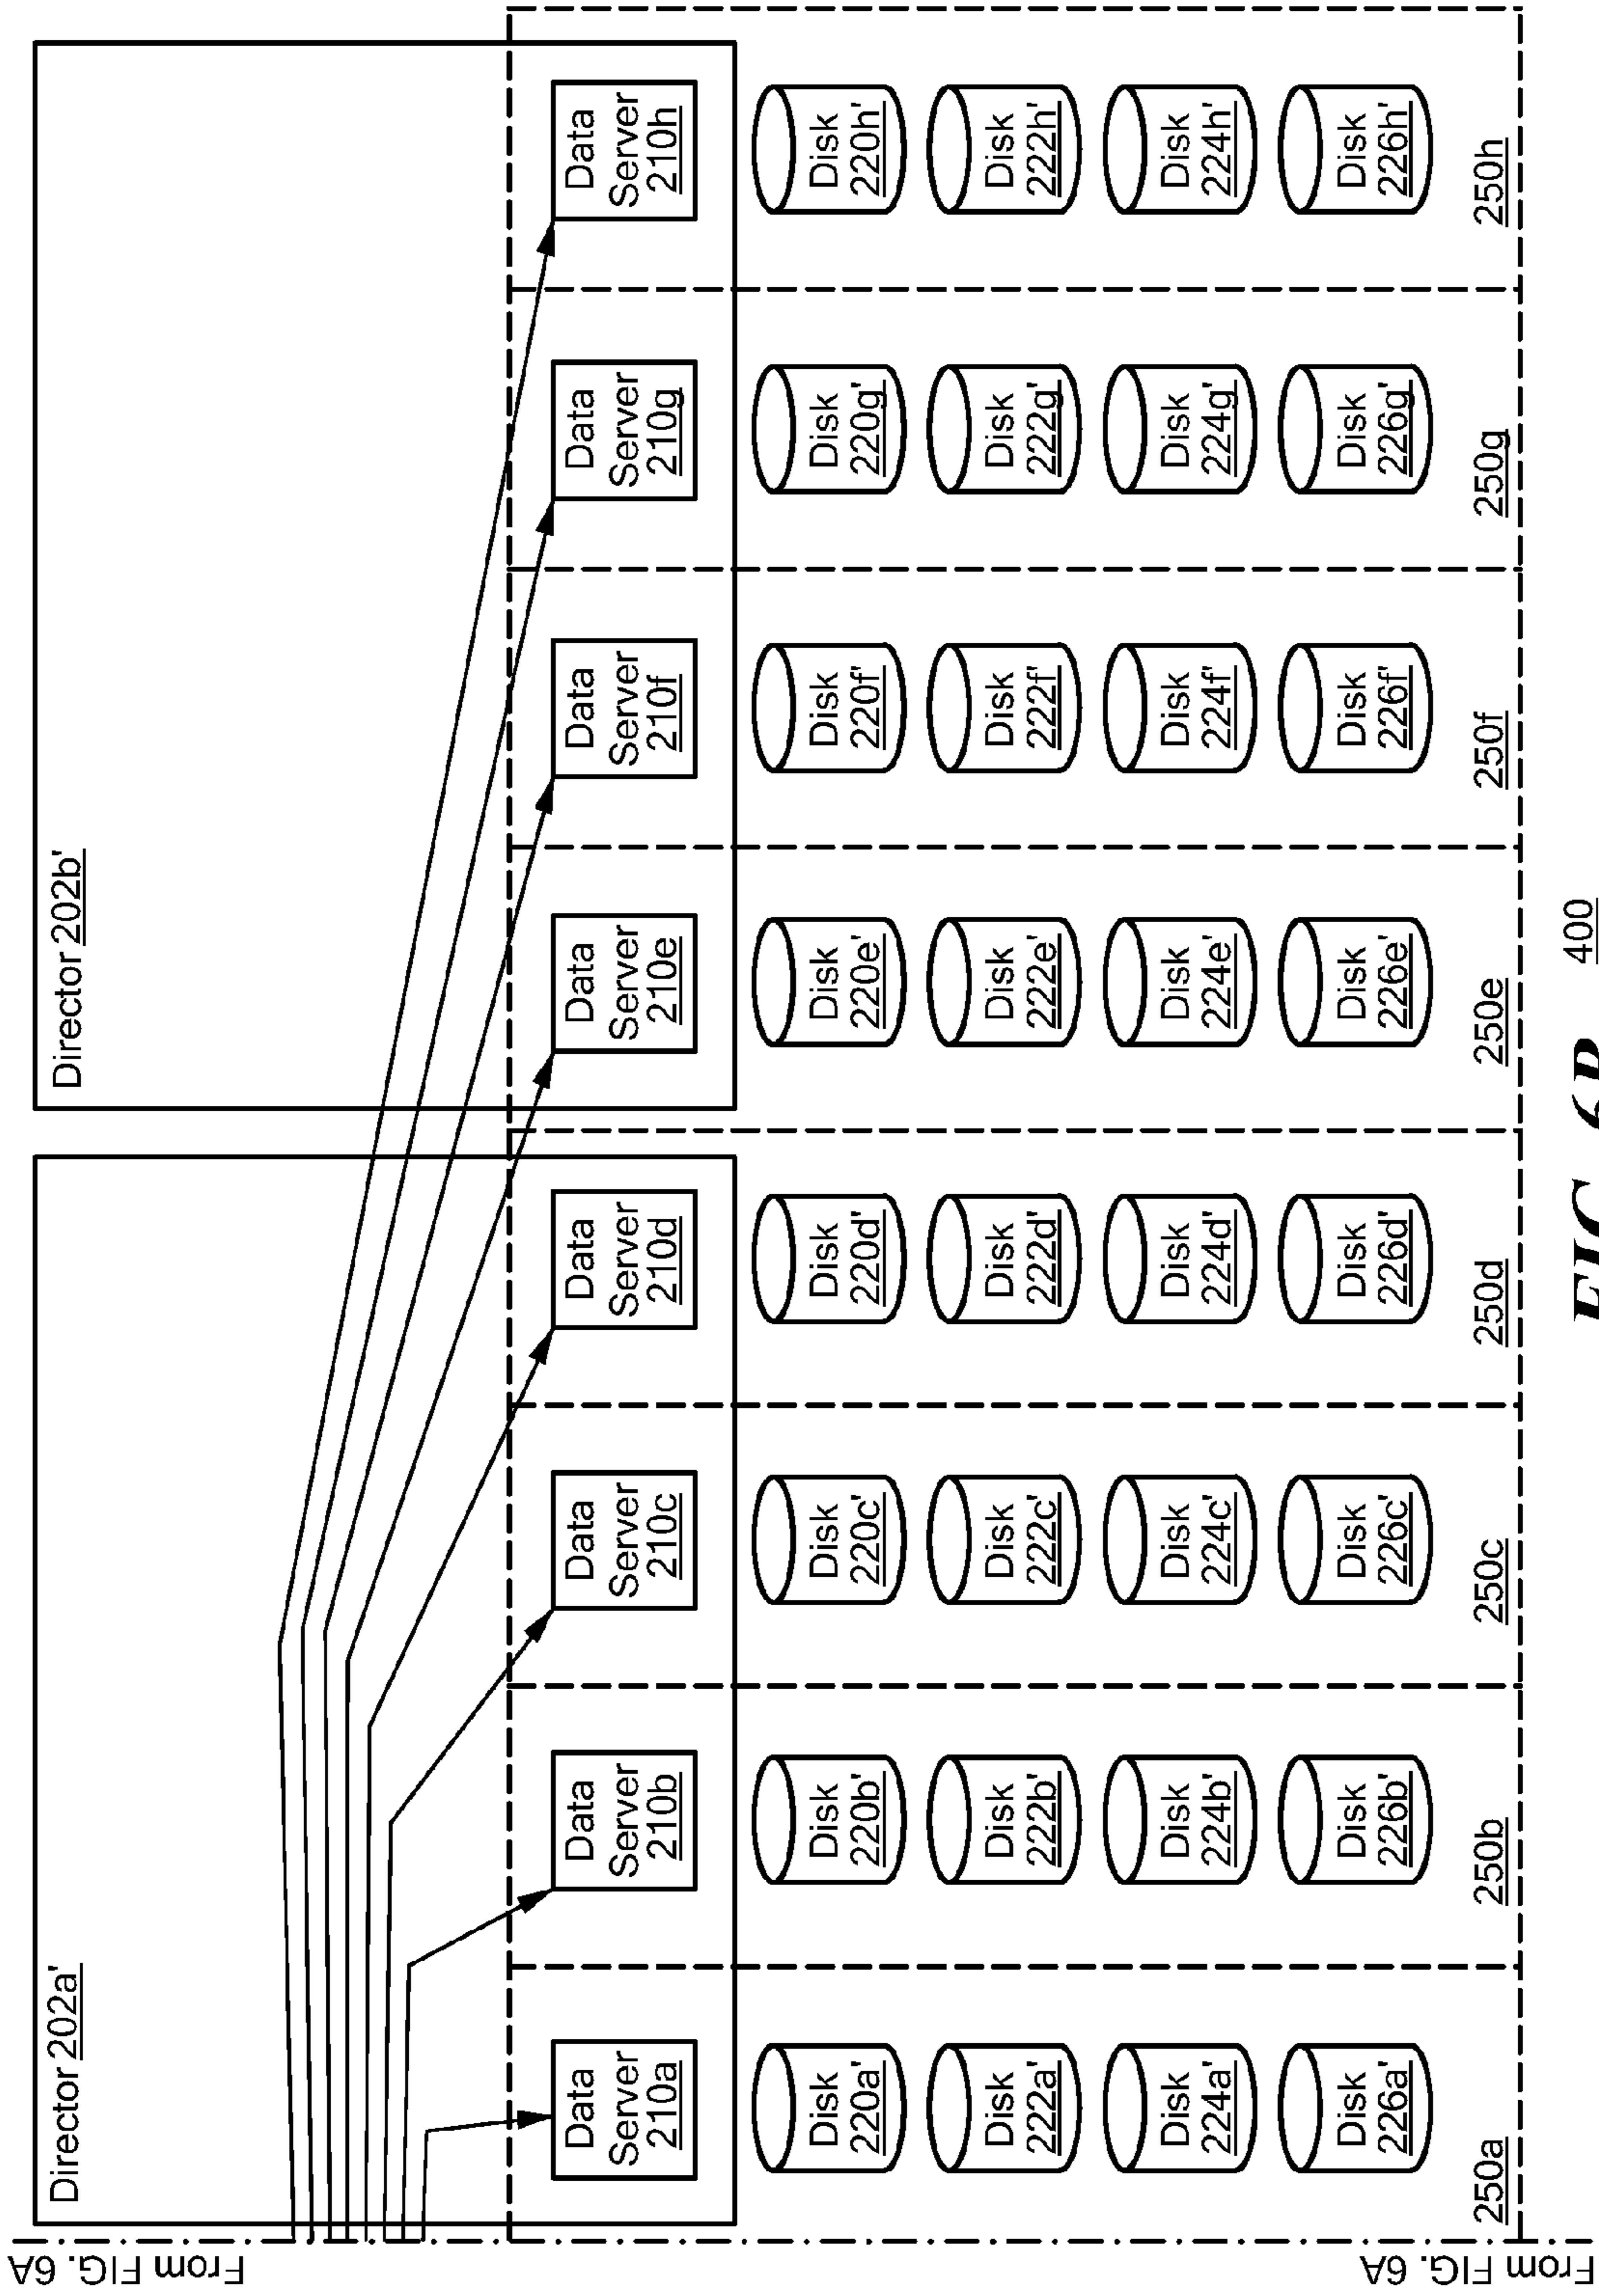 From FIG. 6A
From FIG. 6A
Director 202a'
Director 202b'
Data
Server
210a
Data
Server
210b
Data
Server
210c
Data
Server
210d
Data
Server
210e
Data
Server
210f
Data
Server
210g
Data
Server
210h
Disk
220a'
Disk
220b'
Disk
220c'
Disk
220d'
Disk
220e'
Disk
220f'
Disk
220g'
Disk
220h'
Disk
222a'
Disk
222b'
Disk
222c'
Disk
222d'
Disk
222e'
Disk
222f'
Disk
222g'
Disk
222h'
Disk
224a'
Disk
224b'
Disk
224c'
Disk
224d'
Disk
224e'
Disk
224f'
Disk
224g'
Disk
224h'
Disk
226a'
Disk
226b'
Disk
226c'
Disk
226d'
Disk
226e'
Disk
226f'
Disk
226g'
Disk
226h'
250a
250b
250c
250d
250e
250f
250g
250h
FIG. 6B
400